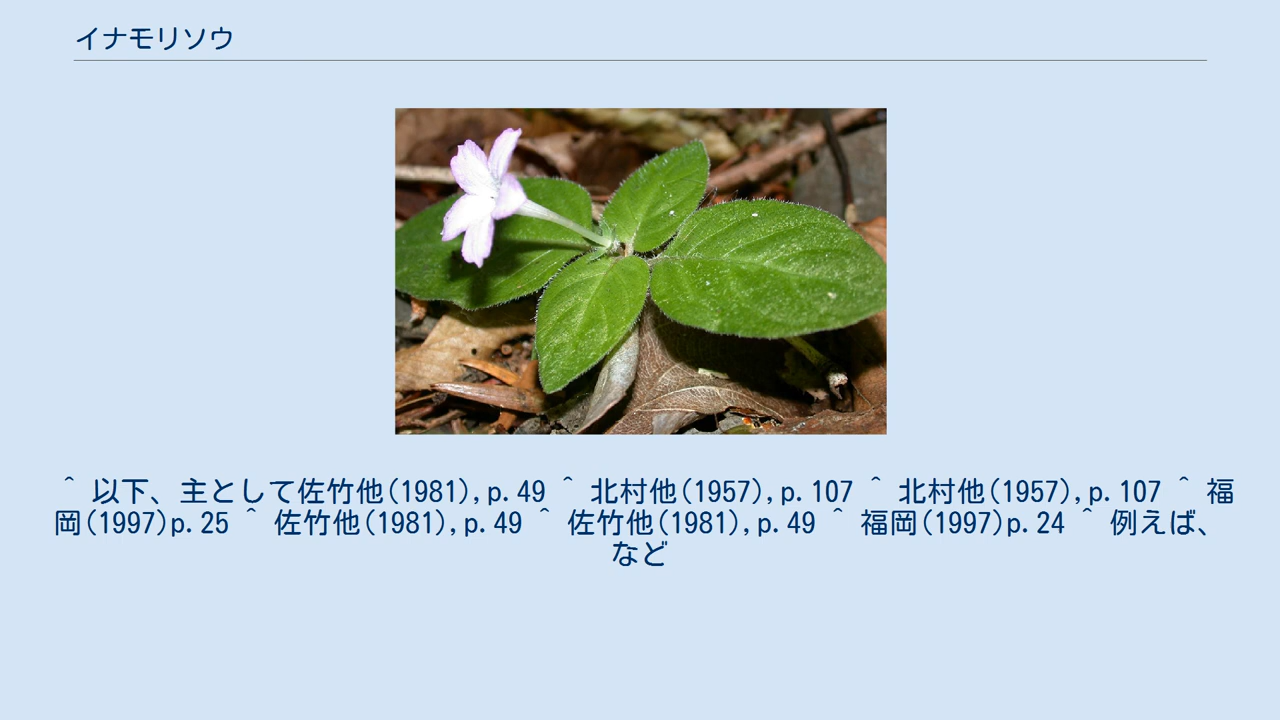 イナモリソウ
^ 以下、主として佐竹他(1981),p.49 ^ 北村他(1957),p.107 ^ 北村他(1957),p.107 ^ 福
岡(1997)p.25 ^ 佐竹他(1981),p.49 ^ 佐竹他(1981),p.49 ^ 福岡(1997)p.24 ^ 例えば、
など